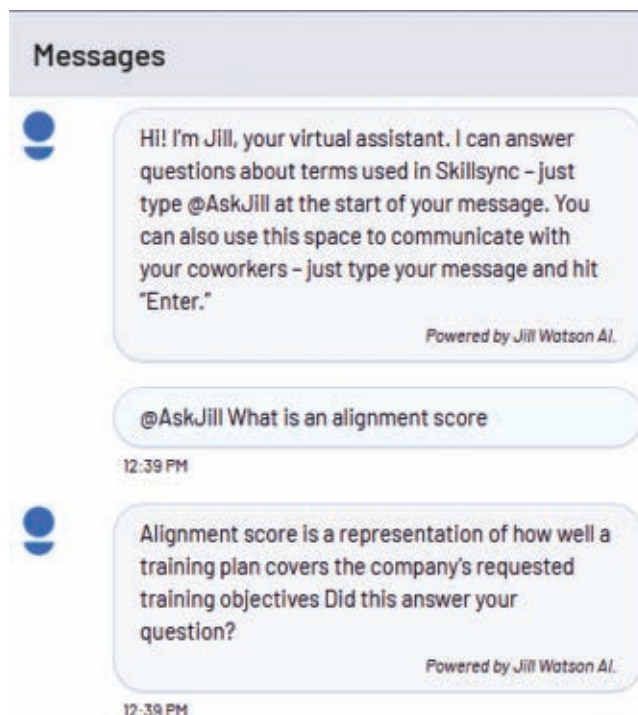 Messages
Hi! I'm Jill, your virtual assistant. I can answer
questions about terms used in Skillsync – just
type @AskJill at the start of your message. You
can also use this space to communicate with
your coworkers – just type your message and hit
"Enter."
Powered by Jill Watson AI.
@AskJill What is an alignment score
12:39 PM
Alignment score is a representation of how well a
training plan covers the company's requested
training objectives Did this answer your
question?
Powered by Jill Watson AI.
12:39 PM